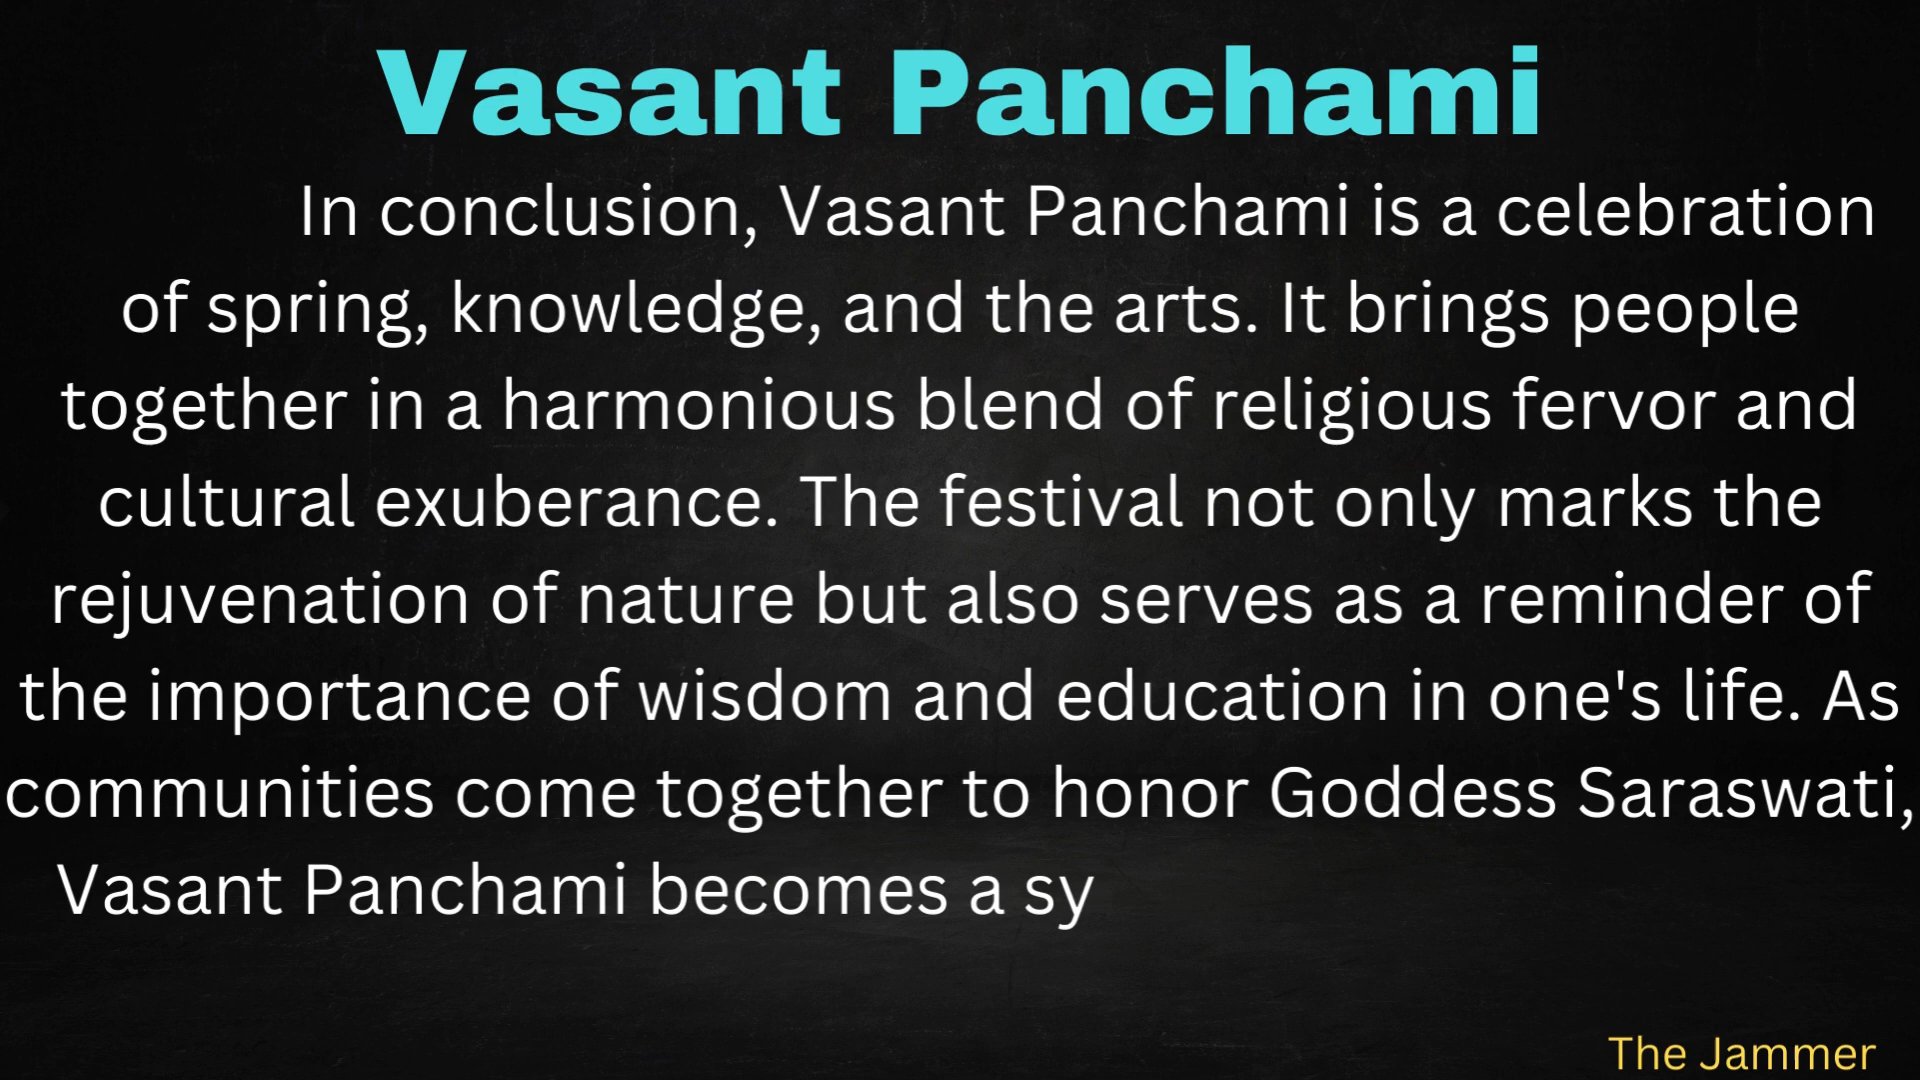 Vasant Panchami
In conclusion, Vasant Panchami is a celebration
of spring, knowledge, and the arts. It brings people
together in a harmonious blend of religious fervor and
cultural exuberance. The festival not only marks the
rejuvenation of nature but also serves as a reminder of
the importance of wisdom and education in one's life. As
communities come together to honor Goddess Saraswati,
Vasant Panchami becomes a sy
The Jammer